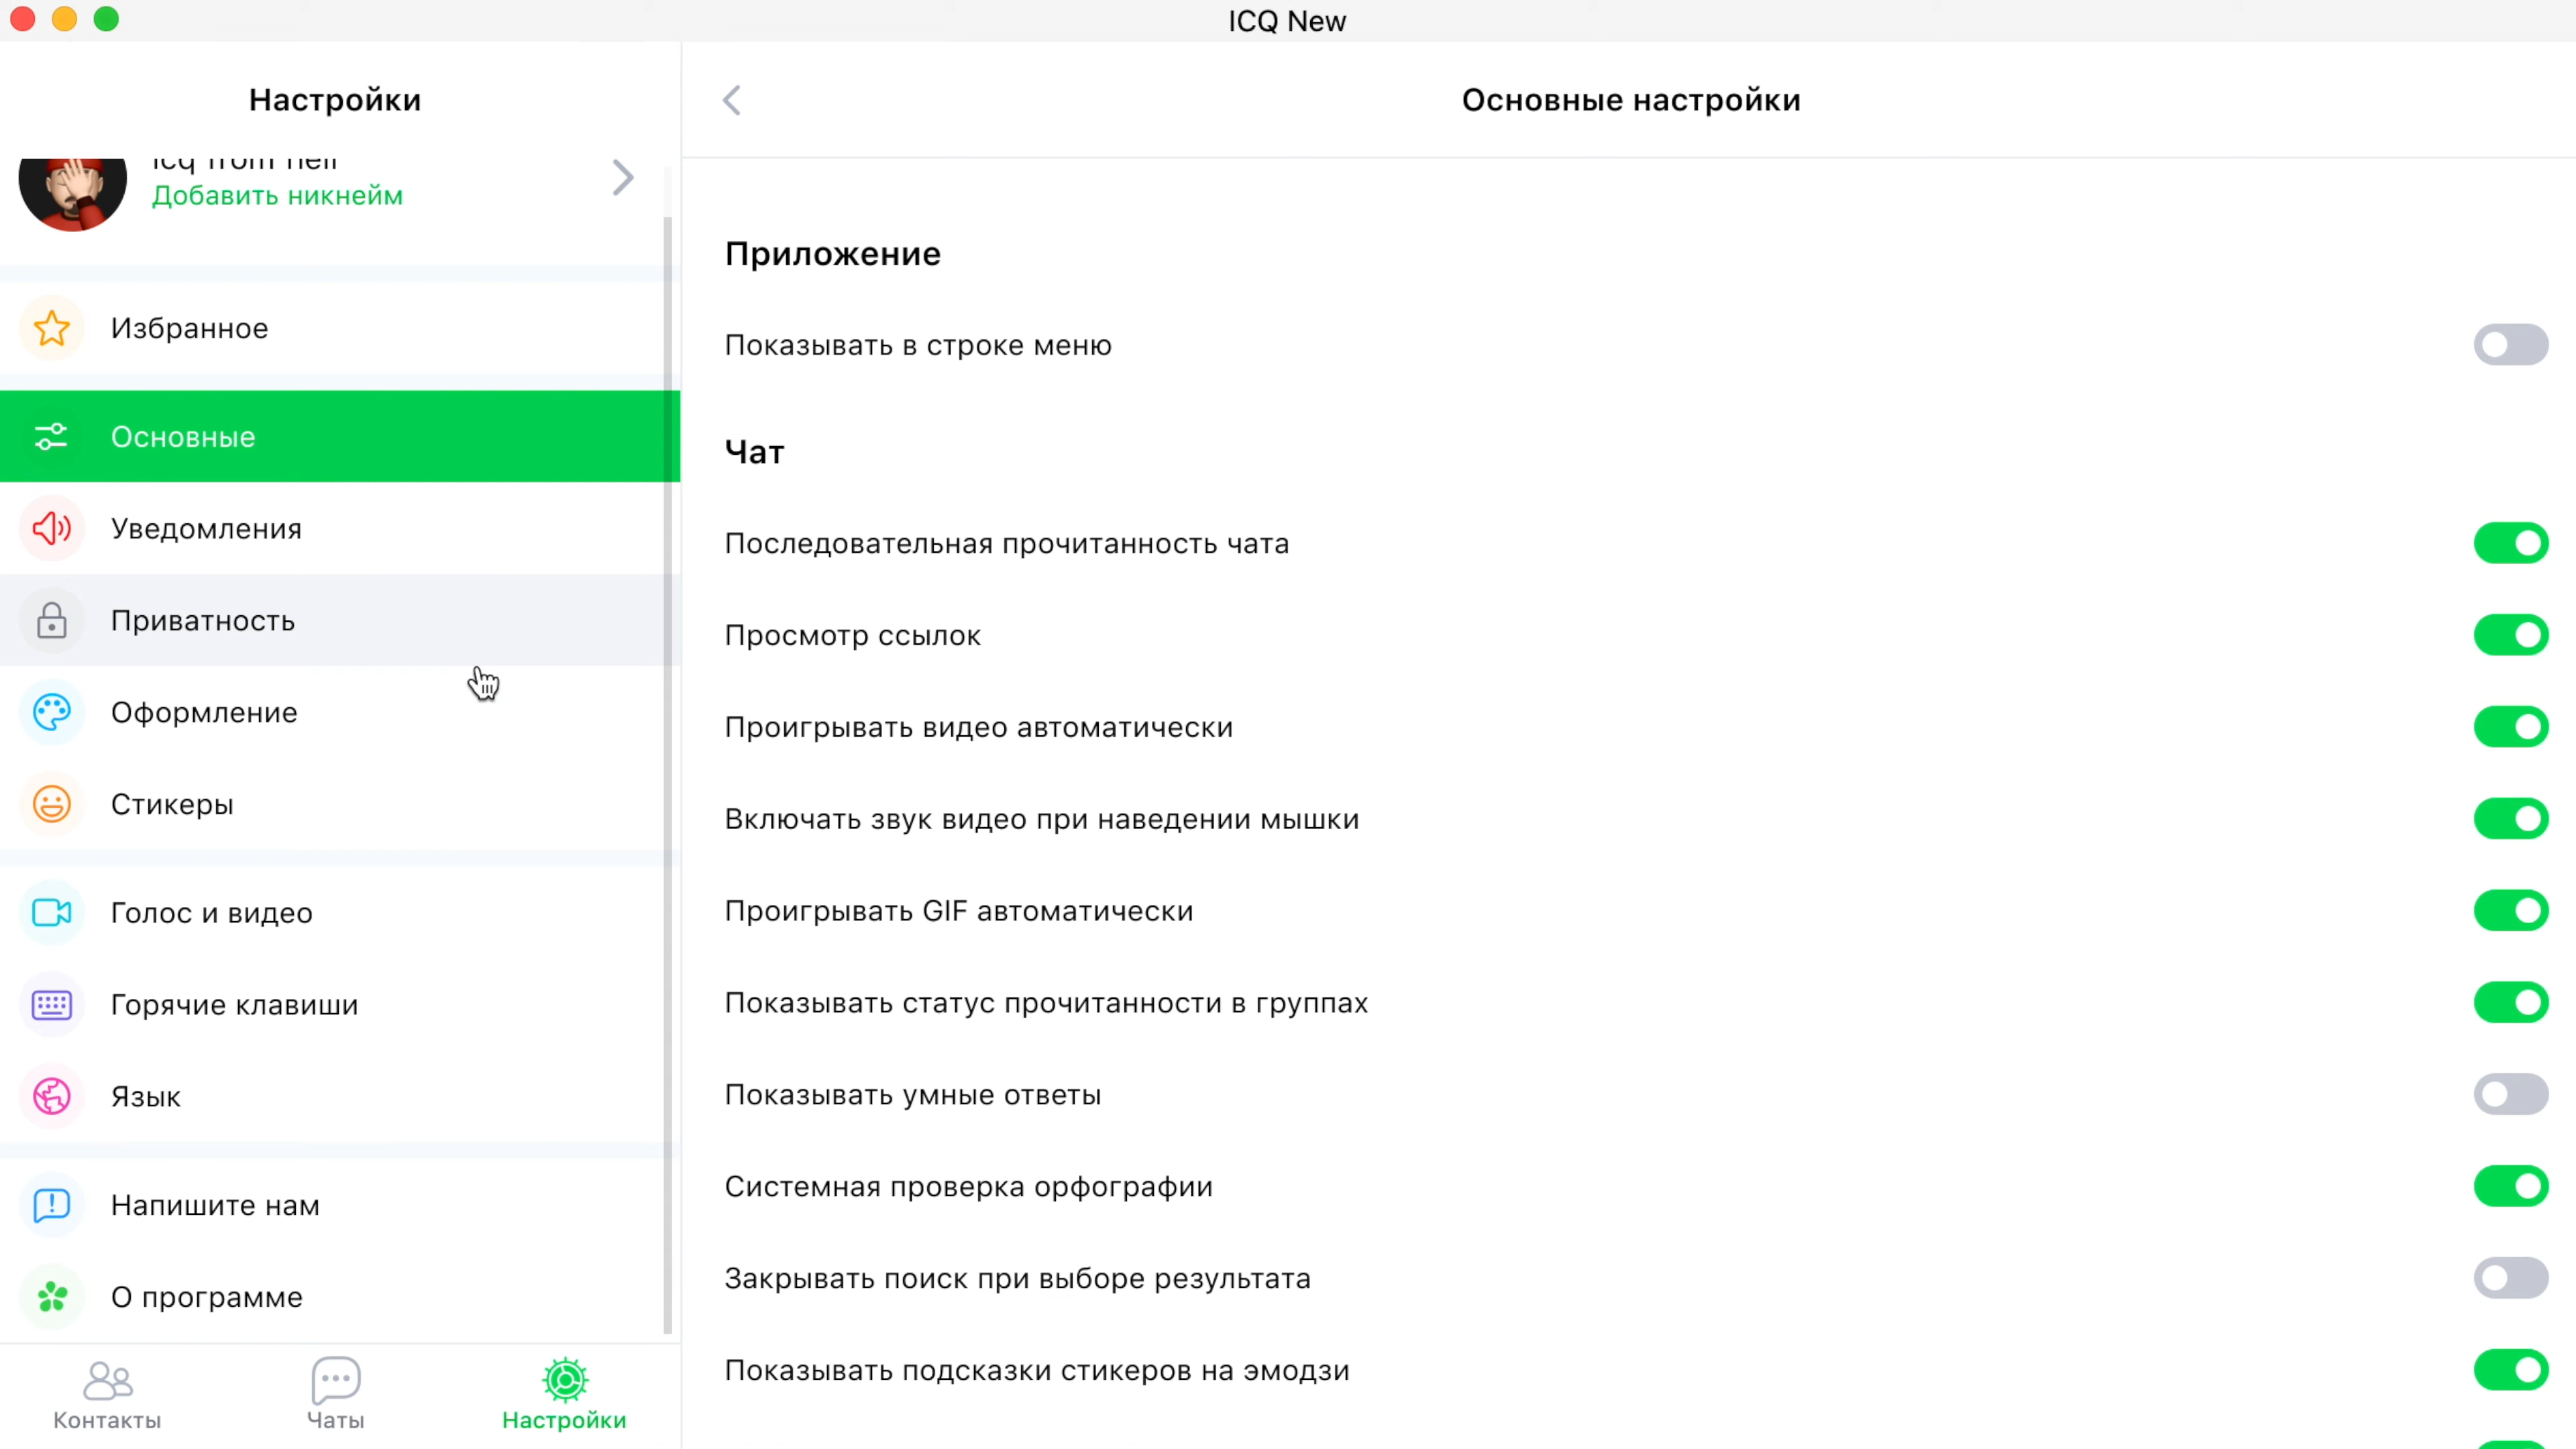 ICQ New
Настройки
icq from hell
Добавить никнейм
Избранное
Основные
Уведомления
Приватность
Оформление
Стикеры
Голос и видео
Горячие клавиши
Язык
Напишите нам
О программе
Контакты
Чаты
Настройки
Основные настройки
Приложение
Показывать в строке меню
Чат
Последовательная прочитанность чата
Просмотр ссылок
Проигрывать видео автоматически
Включать звук видео при наведении мышки
Проигрывать GIF автоматически
Показывать статус прочитанности в группах
Показывать умные ответы
Системная проверка орфографии
Закрывать поиск при выборе результата
Показывать подсказки стикеров на эмодзи